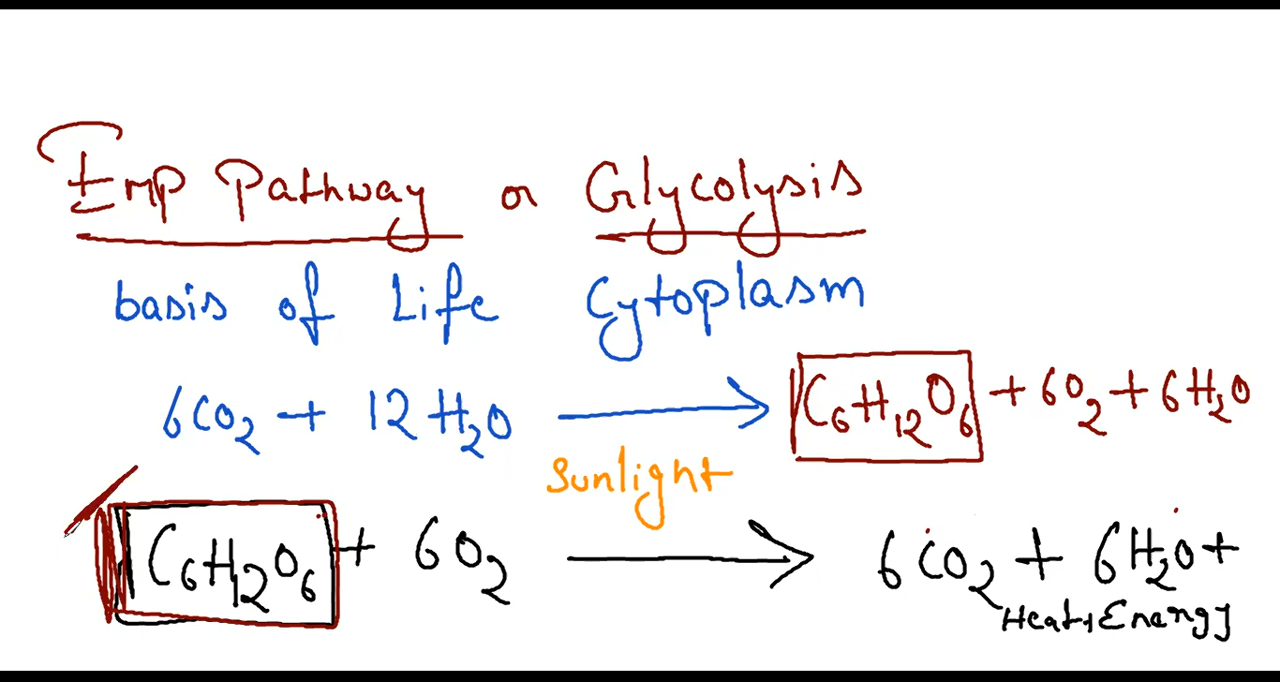 Emp Pathway or Glycolysis
basis of Life Cytoplasm
6CO2 + 12H2O → C6H12O6 + 6O2 + 6H2O
Sunlight
C6H12O6 + 6O2 → 6CO2 + 6H2O +
Heat, Energy